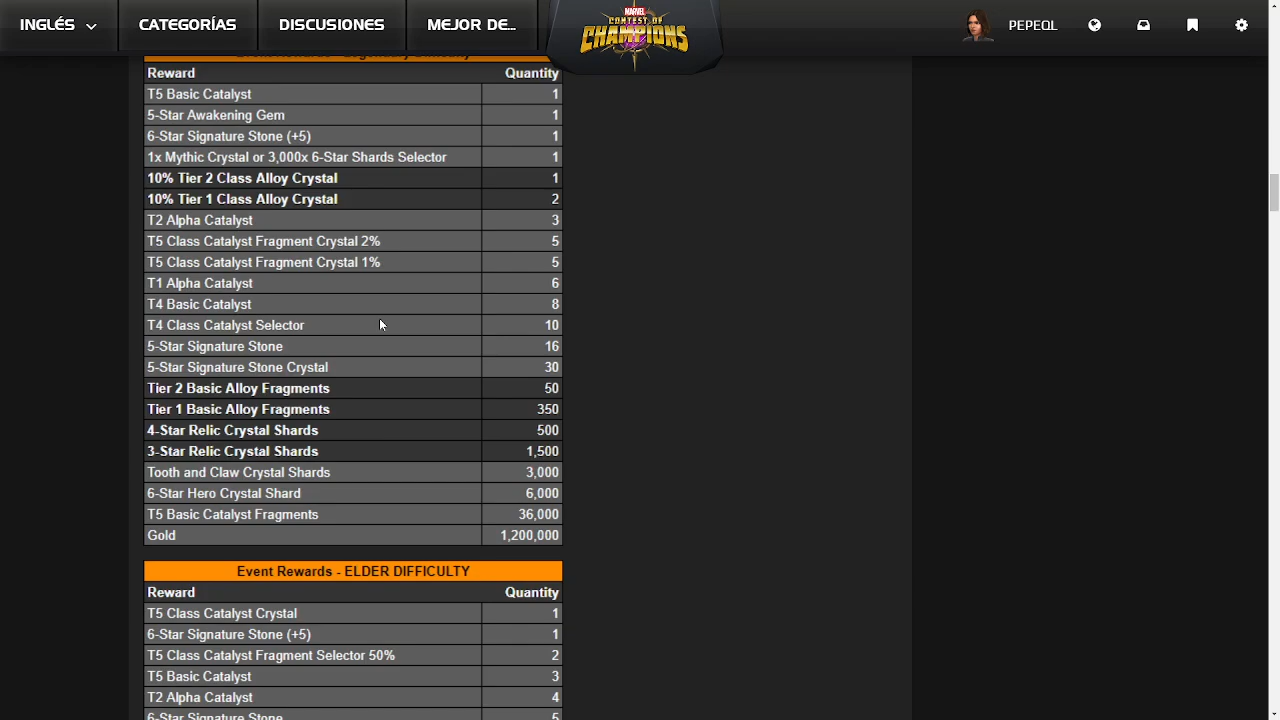 INGLÉS CATEGORÍAS DISCUSIONES MEJOR DE... MARVEL CONTEST OF CHAMPIONS PEPEQL
Event Rewards - Legendary Difficulty
Reward Quantity
T5 Basic Catalyst 1
5-Star Awakening Gem 1
6-Star Signature Stone (+5) 1
1x Mythic Crystal or 3,000x 6-Star Shards Selector 1
10% Tier 2 Class Alloy Crystal 1
10% Tier 1 Class Alloy Crystal 2
T2 Alpha Catalyst 3
T5 Class Catalyst Fragment Crystal 2% 5
T5 Class Catalyst Fragment Crystal 1% 5
T1 Alpha Catalyst 6
T4 Basic Catalyst 8
T4 Class Catalyst Selector 10
5-Star Signature Stone 16
5-Star Signature Stone Crystal 30
Tier 2 Basic Alloy Fragments 50
Tier 1 Basic Alloy Fragments 350
4-Star Relic Crystal Shards 500
3-Star Relic Crystal Shards 1,500
Tooth and Claw Crystal Shards 3,000
6-Star Hero Crystal Shard 6,000
T5 Basic Catalyst Fragments 36,000
Gold 1,200,000
Event Rewards - ELDER DIFFICULTY
Reward Quantity
T5 Class Catalyst Crystal 1
6-Star Signature Stone (+5) 1
T5 Class Catalyst Fragment Selector 50% 2
T5 Basic Catalyst 3
T2 Alpha Catalyst 4
6-Star Signature Stone 5